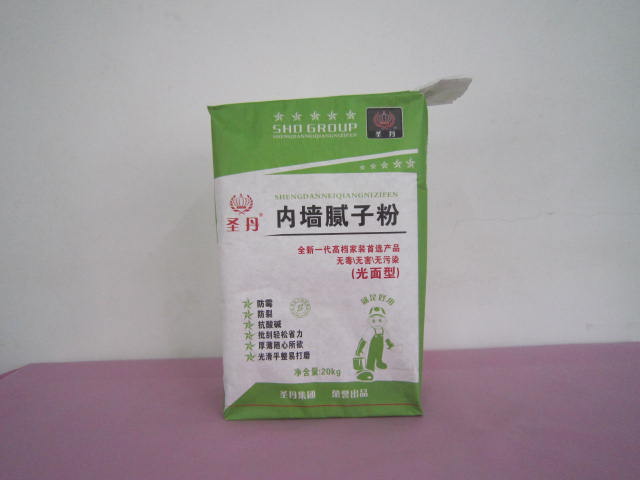 ★★★★★
SHD GROUP
SHENGDANNEIQIANGNIZIFEN
圣丹
★★★★★
SHENGDANNEIQIANGNIZIFEN
圣丹®
内墙腻子粉
全新一代高档家装首选产品
无毒\无害\无污染
(光面型)
防霉
防裂
抗酸碱
批刮轻松省力
厚薄随心所欲
光滑平整易打磨
净含量:20kg
圣丹集团 荣誉出品